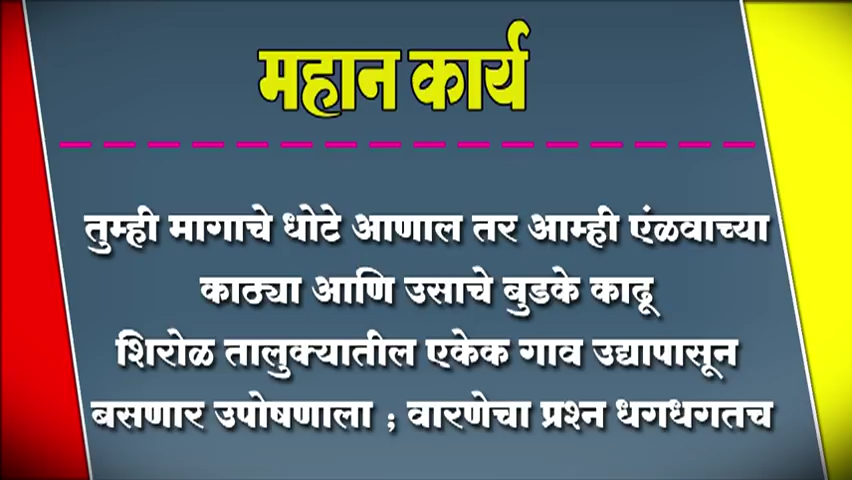 महान कार्य
तुम्ही मागाचे धोटे आणाल तर आम्ही एंळवाच्या
काठ्या आणि उसाचे बुडके काढू
शिरोळ तालुक्यातील एकेक गाव उद्यापासून
बसणार उपोषणाला ; वारणेचा प्रश्न धगधगतच